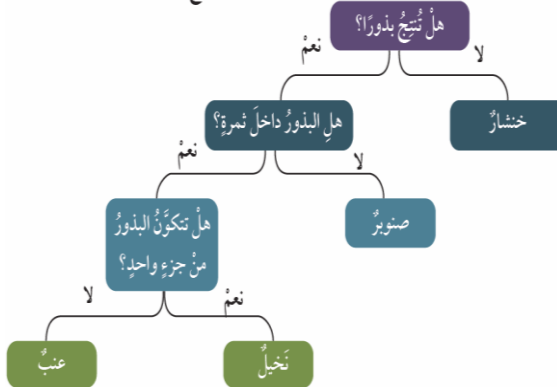 هلْ تُنتِجُ بذورًا؟
لا
نعمْ
خنشارٌ
هلِ البذورُ داخلَ ثمرةٍ؟
لا
نعمْ
صنوبرٌ
هلْ تتكوَّنُ البذورُ
منْ جزءٍ واحدٍ؟
نعمْ
لا
نَخيلٌ
عنبٌ